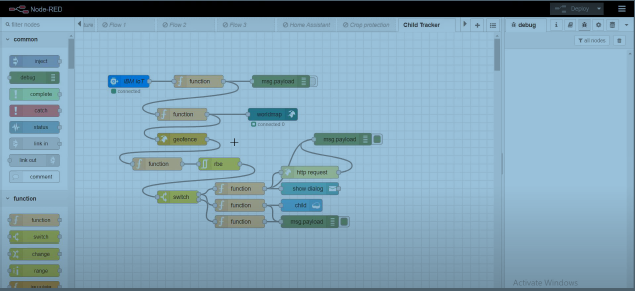 Node-RED
Deploy
filter nodes
Flow 1
Flow 2
Flow 3
Home Assistant
Crop protection
Child Tracker
debug
all nodes
common
inject
debug
complete
catch
status
link in
link out
comment
function
function
switch
change
range
IBM IoT
connected
function
msg.payload
function
worldmap
connected
geofence
msg.payload
function
rbe
http request
switch
function
show dialog
function
child
function
msg.payload
Activate Windows